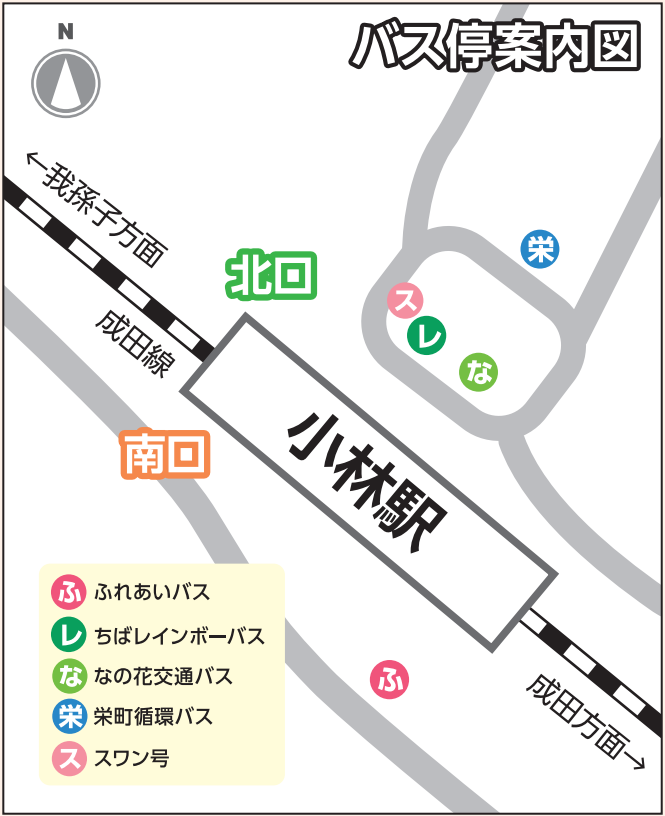 バス停案内図
N
←我孫子方面
成田線
北口
栄
ス
レ
な
南口
小林駅
ふ ふれあいバス
レ ちばレインボーバス
な なの花交通バス
栄 栄町循環バス
ス スワン号
ふ
成田方面→